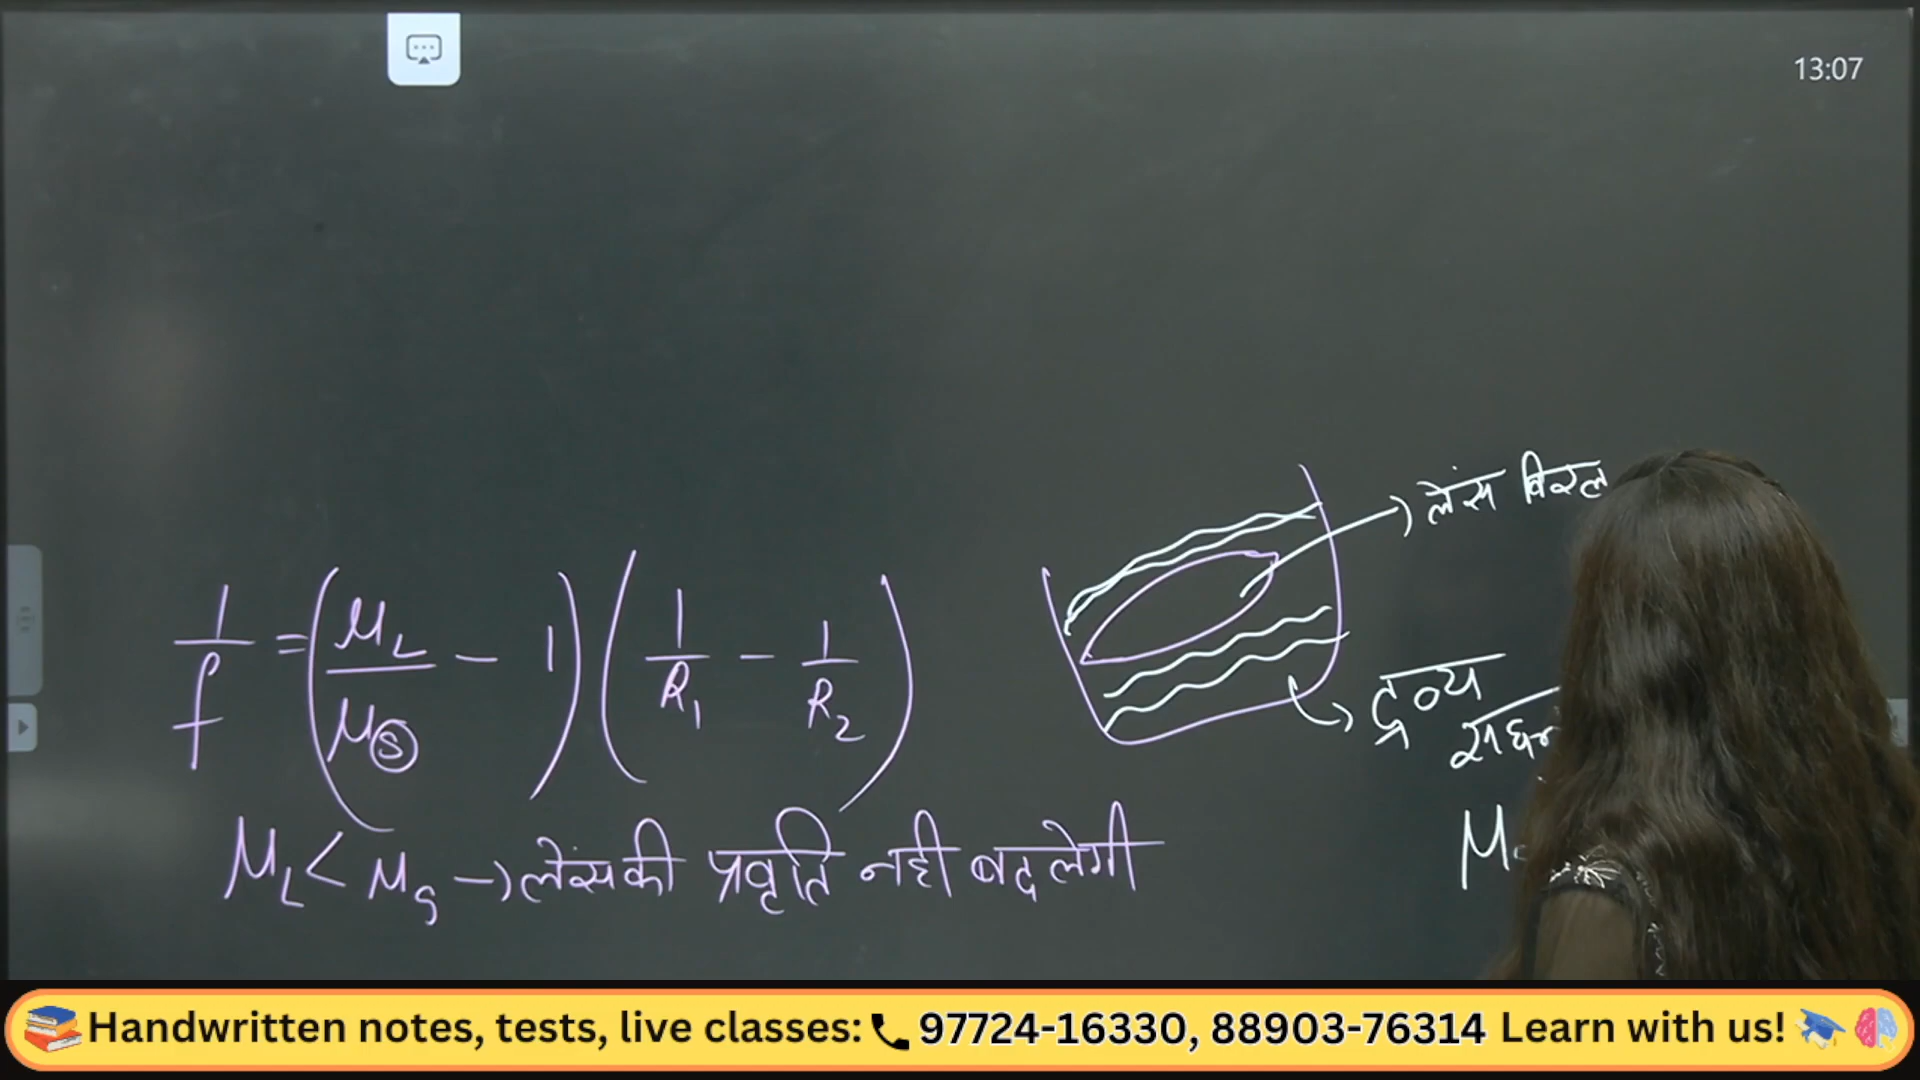 13:07
लेंस विरल
1/f = (μL/μS - 1)(1/R1 - 1/R2)
द्रव्य
μL < μS → लेंस की प्रवृति नही बदलेगी
Handwritten notes, tests, live classes: 97724-16330, 88903-76314 Learn with us!